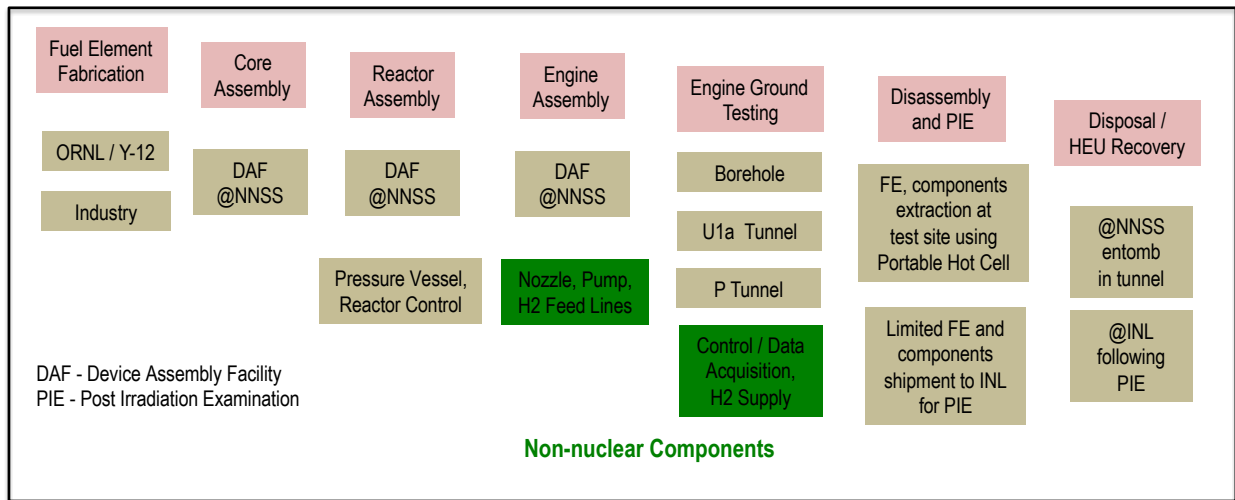 Fuel Element
Fabrication
ORNL / Y-12
Industry
Core
Assembly
DAF
@NNSS
Reactor
Assembly
DAF
@NNSS
Pressure Vessel,
Reactor Control
Engine
Assembly
DAF
@NNSS
Nozzle, Pump,
H2 Feed Lines
Engine Ground
Testing
Borehole
U1a Tunnel
P Tunnel
Control / Data
Acquisition,
H2 Supply
Disassembly
and PIE
FE, components
extraction at
test site using
Portable Hot Cell
Limited FE and
components
shipment to INL
for PIE
Disposal /
HEU Recovery
@NNSS
entomb
in tunnel
@INL
following
PIE
DAF - Device Assembly Facility
PIE - Post Irradiation Examination
Non-nuclear Components